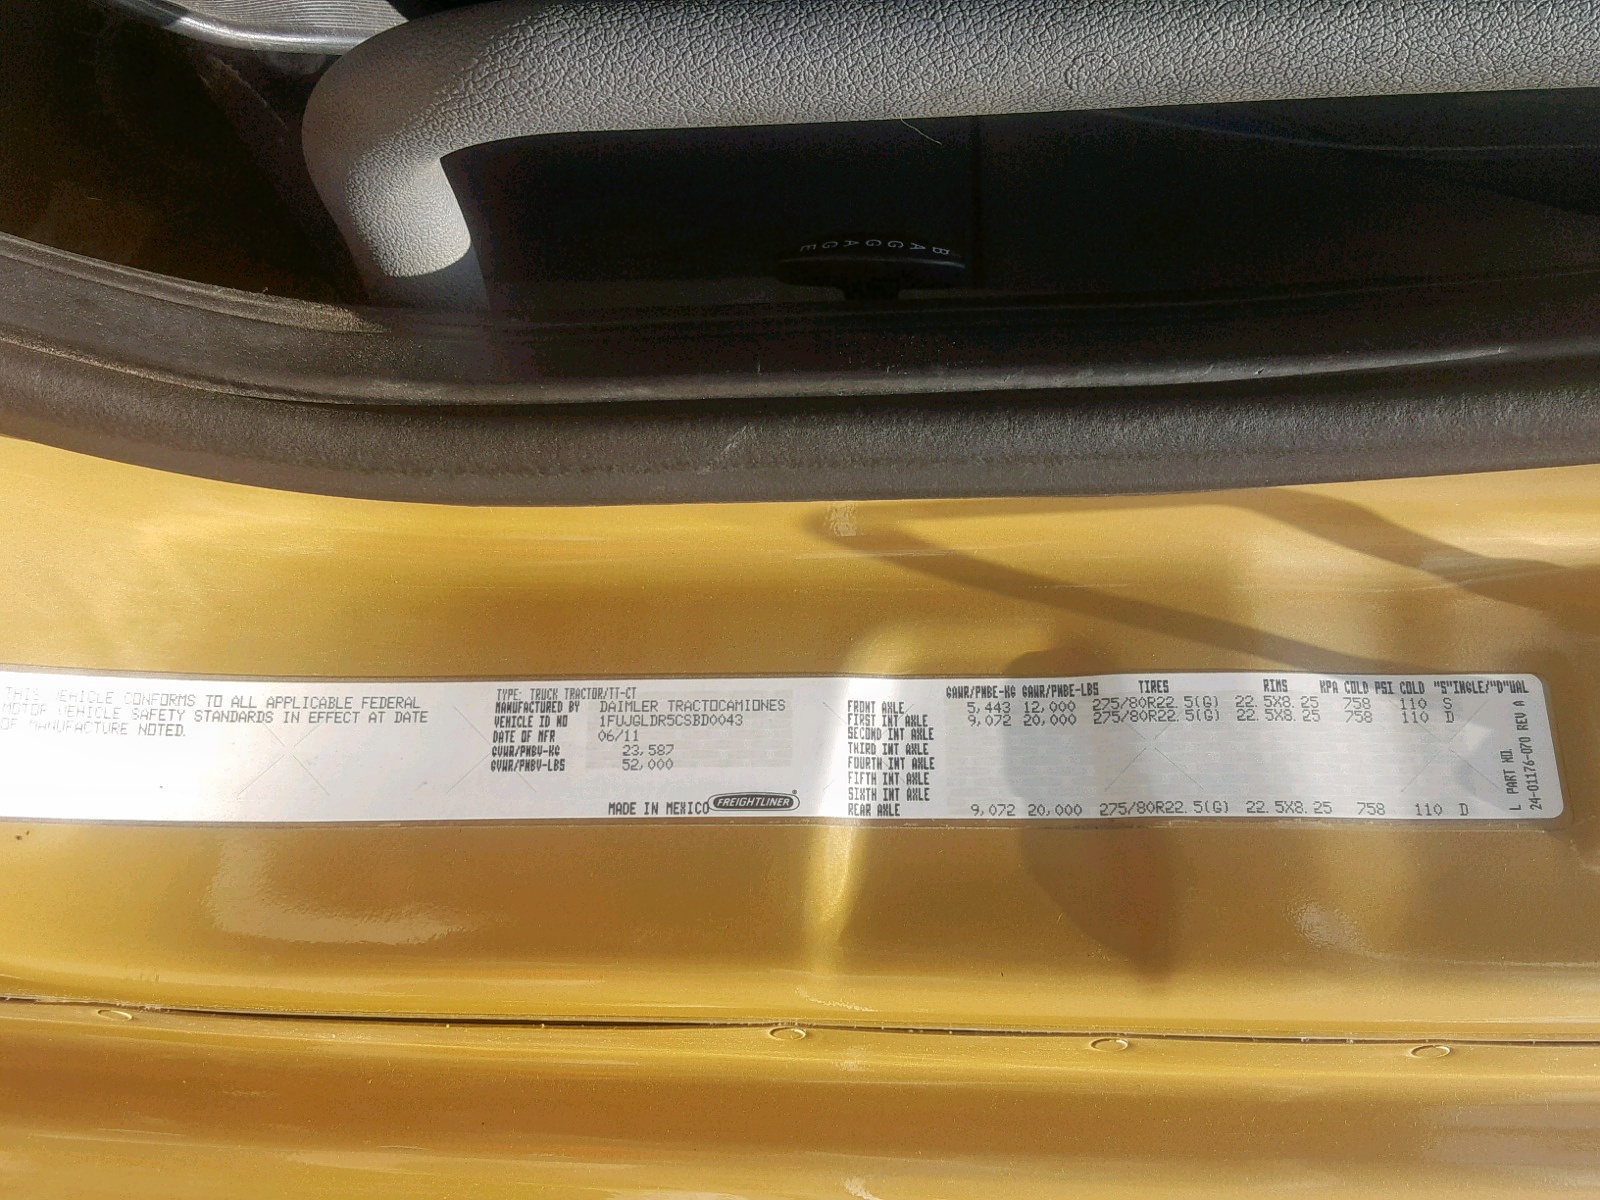 BAGGAGE
THIS VEHICLE CONFORMS TO ALL APPLICABLE FEDERAL
MOTOR VEHICLE SAFETY STANDARDS IN EFFECT AT DATE
OF MANUFACTURE NOTED.
TYPE: TRUCK TRACTOR/TT-CT
MANUFACTURED BY DAIMLER TRACTOCAMIONES
VEHICLE ID NO 1FUJGLDR5CSBD0043
DATE OF MFR 06/11
GVWR/PNBV-KG 23,587
GVWR/PNBV-LBS 52,000
MADE IN MEXICO FREIGHTLINER®
GAWR/PNBE-KG GAWR/PNBE-LBS TIRES RIMS KPA COLD PSI COLD "S"INGLE/"D"UAL
FRONT AXLE 5,443 12,000 275/80R22.5(G) 22.5X8.25 758 110 S
FIRST INT AXLE 9,072 20,000 275/80R22.5(G) 22.5X8.25 758 110 D
SECOND INT AXLE
THIRD INT AXLE
FOURTH INT AXLE
FIFTH INT AXLE
SIXTH INT AXLE
REAR AXLE 9,072 20,000 275/80R22.5(G) 22.5X8.25 758 110 D
L PART NO.
24-01176-070 REV A